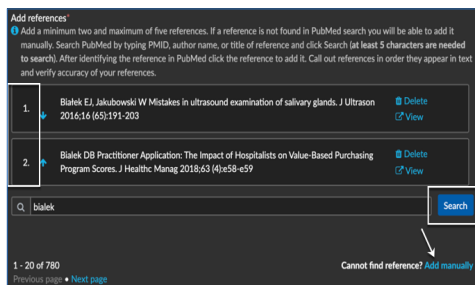 Add references*
Add a minimum two and maximum of five references. If a reference is not found in PubMed search you will be able to add it
manually. Search PubMed by typing PMID, author name, or title of reference and click Search (at least 5 characters are needed
to search). After identifying the reference in PubMed click the reference to add it. Call out references in order they appear in text
and verify accuracy of your references.
1.
Białek EJ, Jakubowski W Mistakes in ultrasound examination of salivary glands. J Ultrason
2016;16 (65):191-203
Delete
View
2.
Bialek DB Practitioner Application: The Impact of Hospitalists on Value-Based Purchasing
Program Scores. J Healthc Manag 2018;63 (4):e58-e59
Delete
View
bialek
Search
1 - 20 of 780
Cannot find reference? Add manually
Previous page • Next page